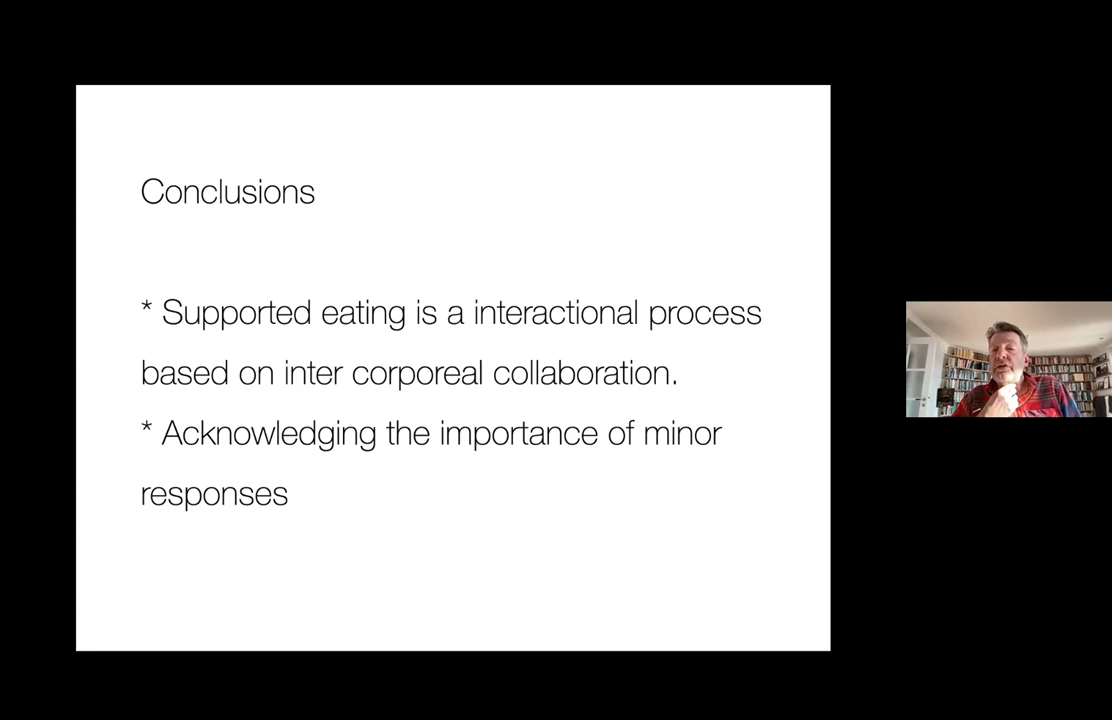 Conclusions
* Supported eating is a interactional process
based on inter corporeal collaboration.
* Acknowledging the importance of minor
responses